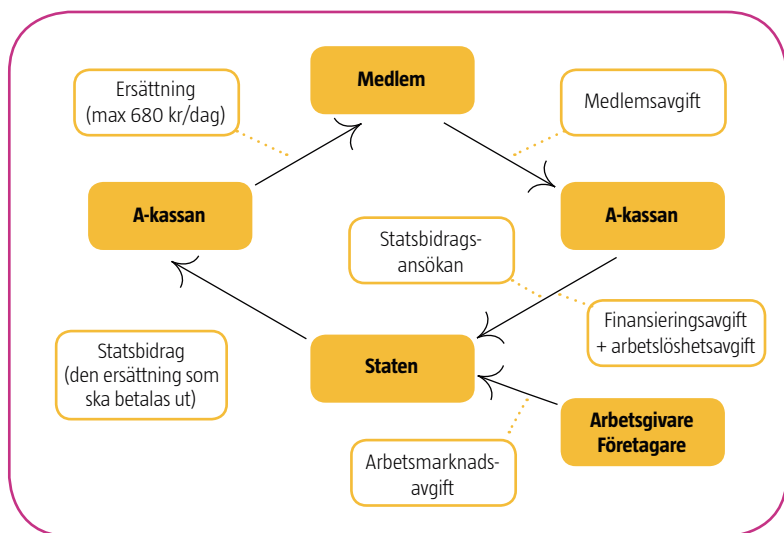 Medlem
Ersättning
(max 680 kr/dag)
Medlemsavgift
A-kassan
A-kassan
Statsbidrags-
ansökan
Finansieringsavgift
+ arbetslöshetsavgift
Statsbidrag
(den ersättning som
ska betalas ut)
Staten
Arbetsgivare
Företagare
Arbetsmarknads-
avgift